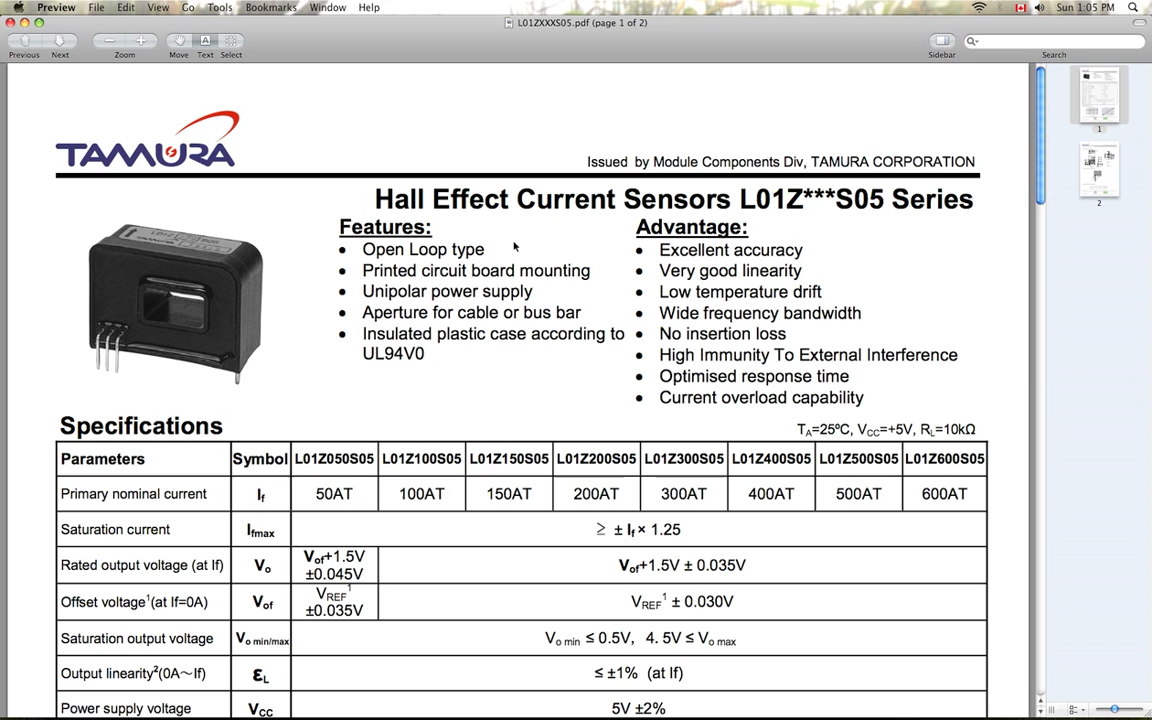 Preview File Edit View Go Tools Bookmarks Window Help Sun 1:05 PM
L01ZXXXS05.pdf (page 1 of 2)
Previous Next Zoom Move Text Select Sidebar Search
TAMURA
Issued by Module Components Div, TAMURA CORPORATION
Hall Effect Current Sensors L01Z***S05 Series
Features:
• Open Loop type
• Printed circuit board mounting
• Unipolar power supply
• Aperture for cable or bus bar
• Insulated plastic case according to
UL94V0
Advantage:
• Excellent accuracy
• Very good linearity
• Low temperature drift
• Wide frequency bandwidth
• No insertion loss
• High Immunity To External Interference
• Optimised response time
• Current overload capability
Specifications
TA=25ºC, VCC=+5V, RL=10kΩ
Parameters Symbol L01Z050S05 L01Z100S05 L01Z150S05 L01Z200S05 L01Z300S05 L01Z400S05 L01Z500S05 L01Z600S05
Primary nominal current If 50AT 100AT 150AT 200AT 300AT 400AT 500AT 600AT
Saturation current Ifmax ≥ ± If × 1.25
Rated output voltage (at If) Vo Vof+1.5V ±0.045V Vof+1.5V ± 0.035V
Offset voltage¹(at If=0A) Vof VREF¹ ±0.035V VREF¹ ± 0.030V
Saturation output voltage Vo min/max Vo min ≤ 0.5V, 4. 5V ≤ Vo max
Output linearity²(0A～If) εL ≤ ±1% (at If)
Power supply voltage VCC 5V ±2%
1
2